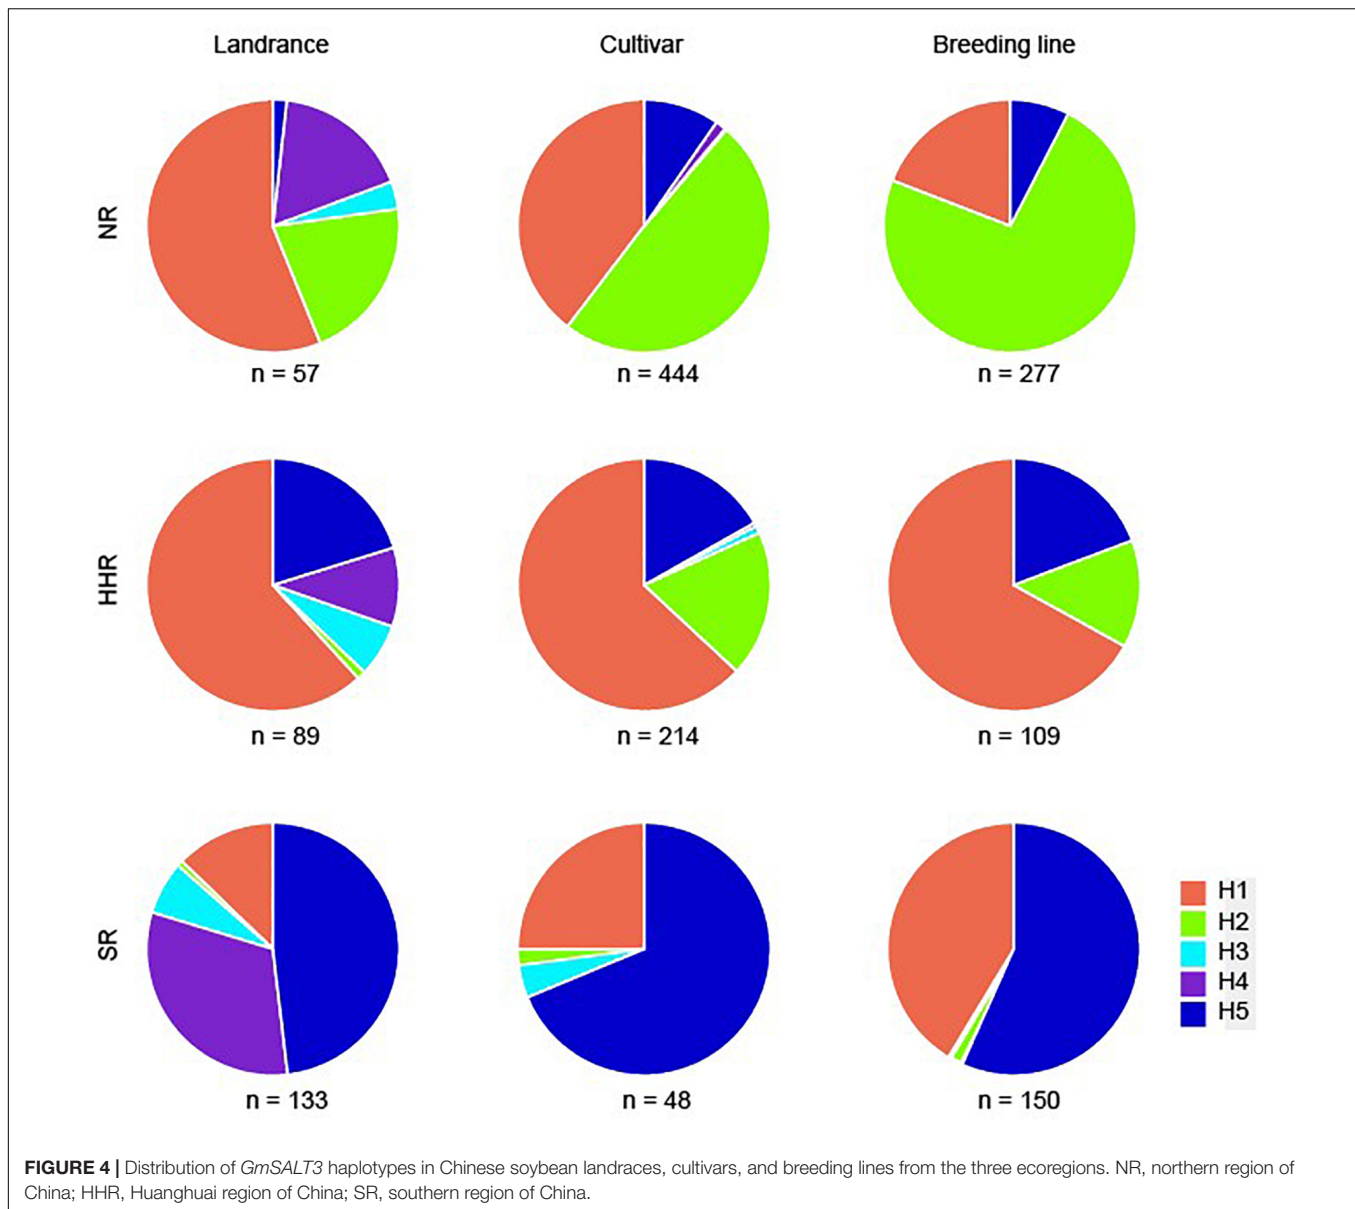 Landrance Cultivar Breeding line
NR
n = 57 n = 444 n = 277
HHR
n = 89 n = 214 n = 109
SR
H1
H2
H3
H4
H5
n = 133 n = 48 n = 150
FIGURE 4 | Distribution of GmSALT3 haplotypes in Chinese soybean landraces, cultivars, and breeding lines from the three ecoregions. NR, northern region of
China; HHR, Huanghuai region of China; SR, southern region of China.